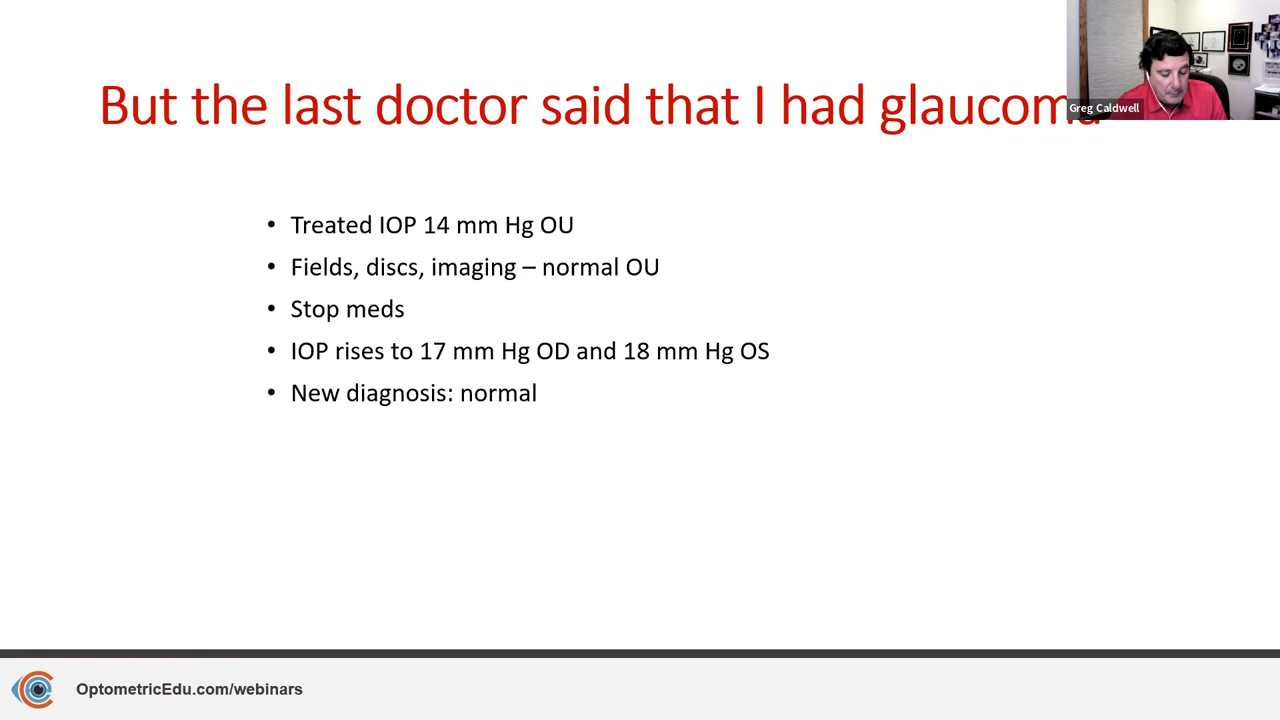 But the last doctor said that I had glaucoma
Greg Caldwell
• Treated IOP 14 mm Hg OU
• Fields, discs, imaging – normal OU
• Stop meds
• IOP rises to 17 mm Hg OD and 18 mm Hg OS
• New diagnosis: normal
OptometricEdu.com/webinars